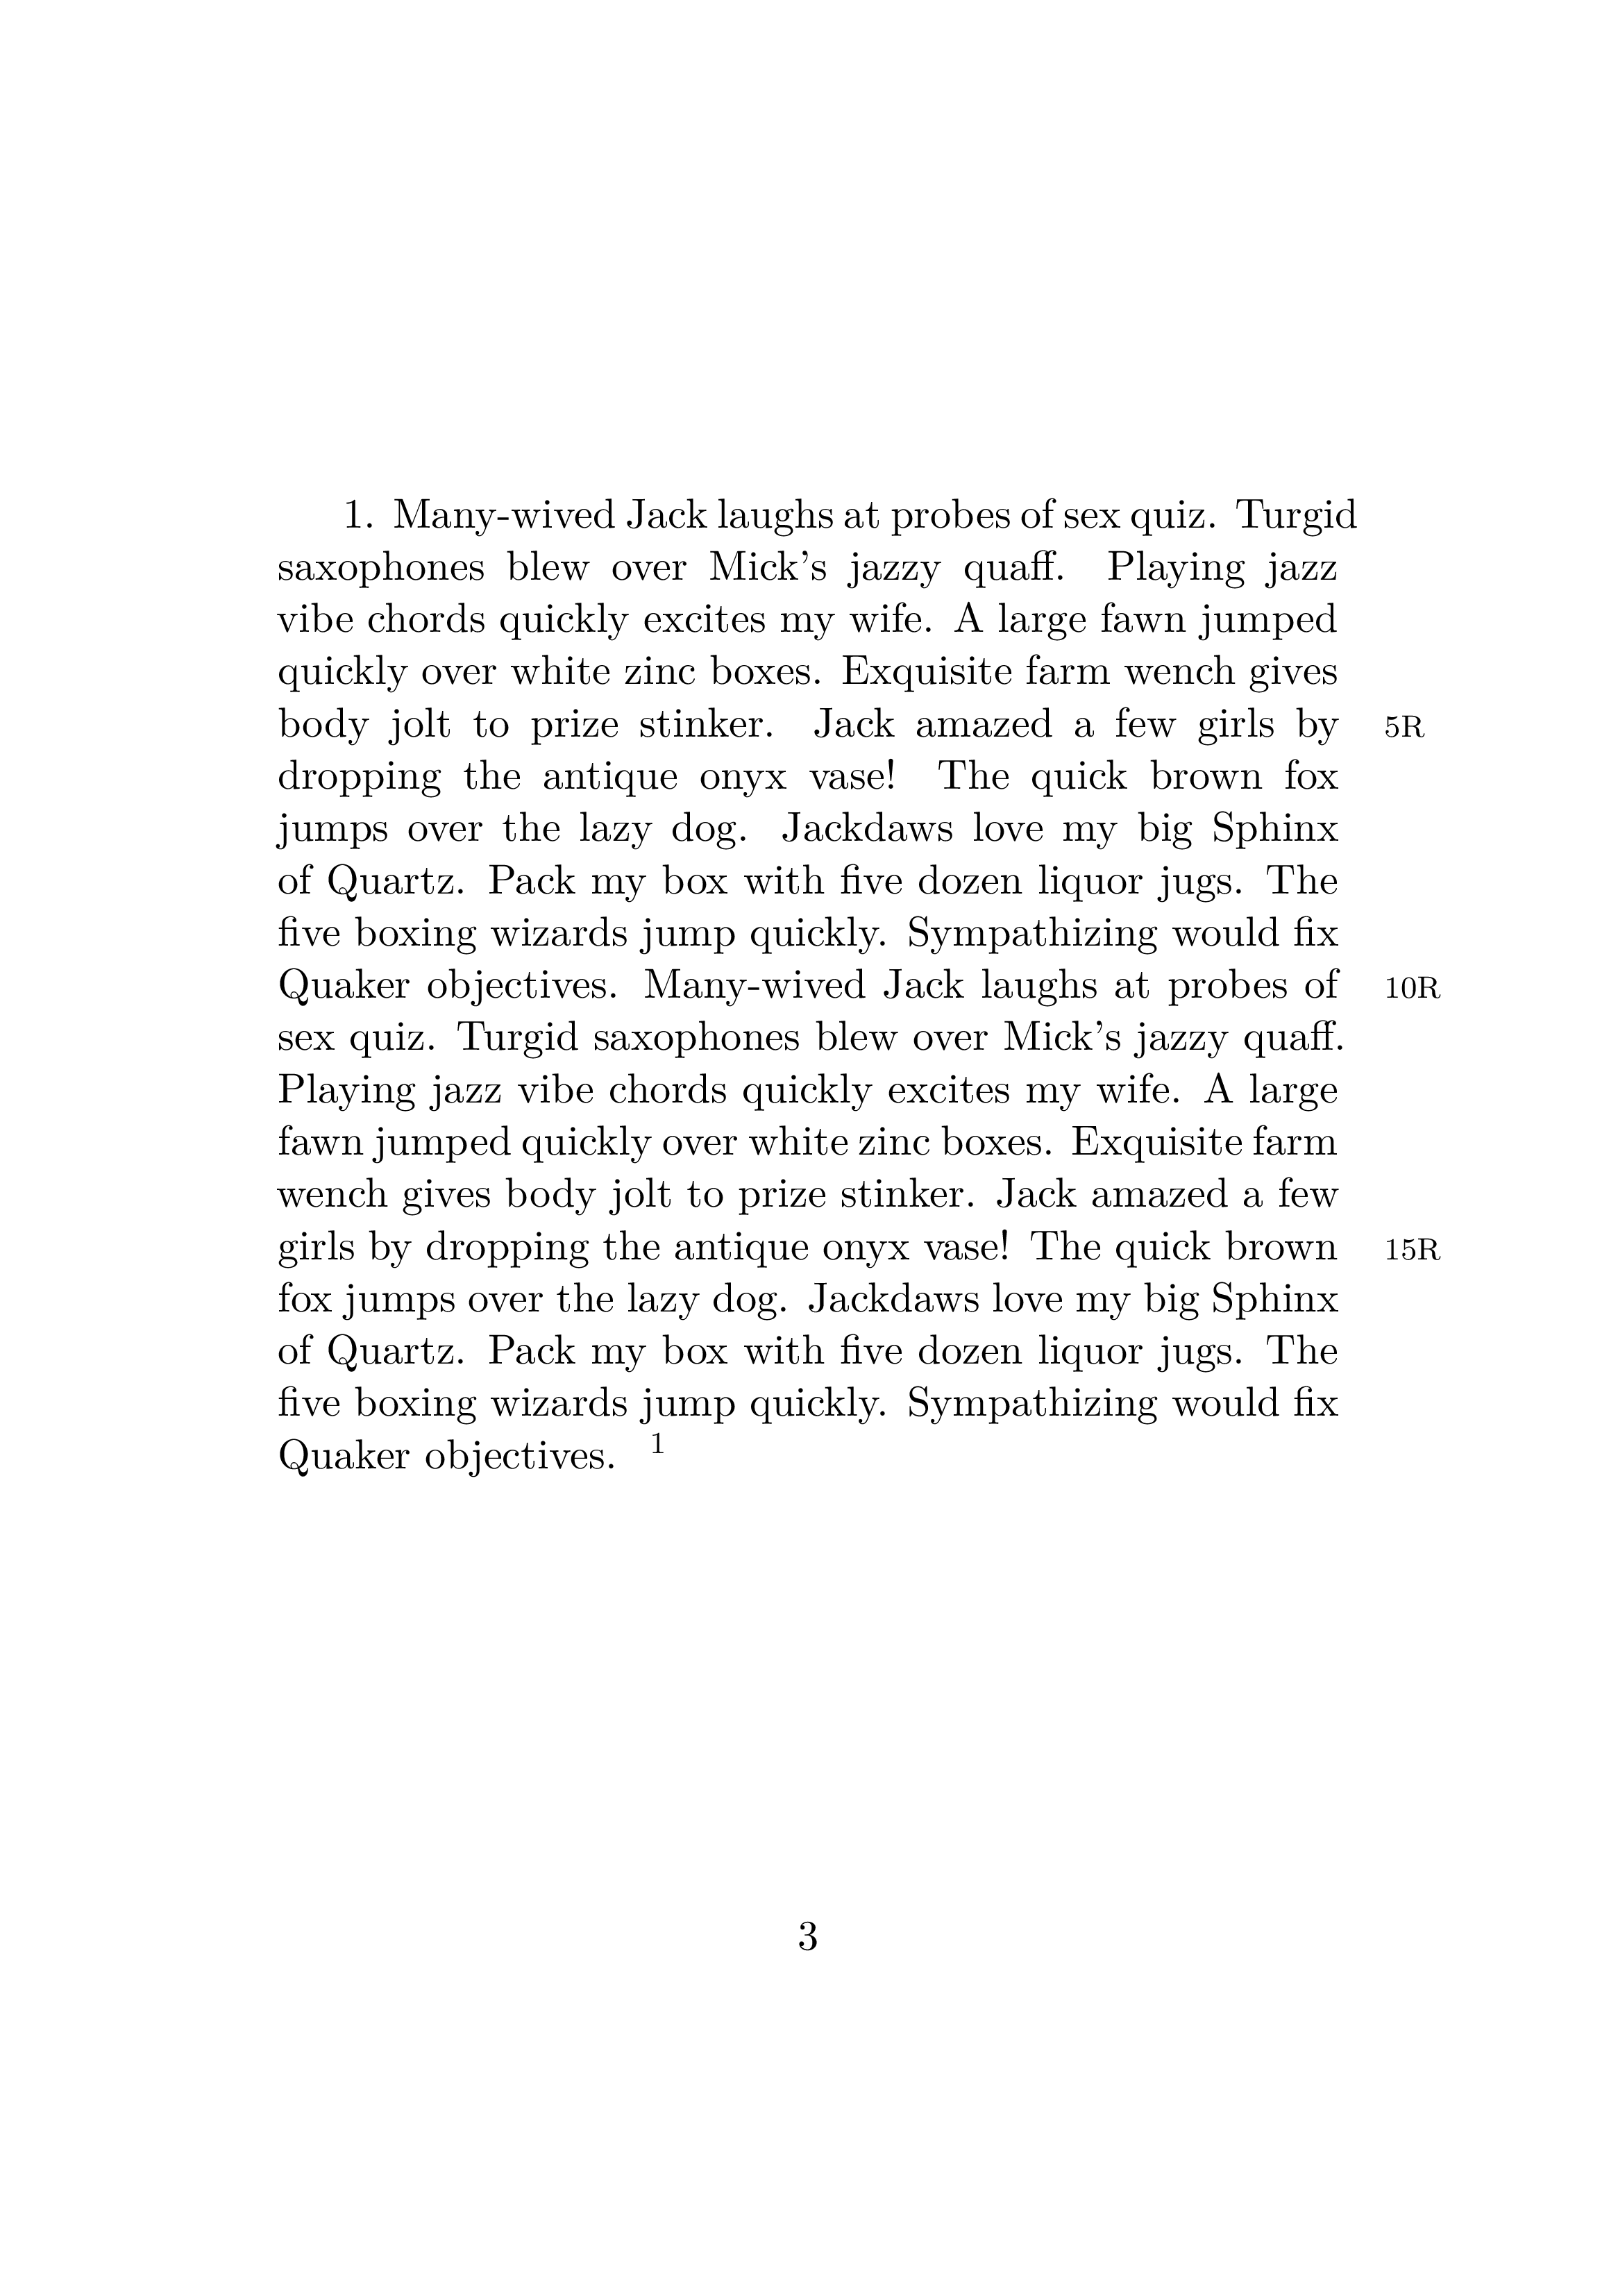 1. Many-wived Jack laughs at probes of sex quiz. Turgid
saxophones blew over Mick's jazzy quaff. Playing jazz
vibe chords quickly excites my wife. A large fawn jumped
quickly over white zinc boxes. Exquisite farm wench gives
body jolt to prize stinker. Jack amazed a few girls by 5R
dropping the antique onyx vase! The quick brown fox
jumps over the lazy dog. Jackdaws love my big Sphinx
of Quartz. Pack my box with five dozen liquor jugs. The
five boxing wizards jump quickly. Sympathizing would fix
Quaker objectives. Many-wived Jack laughs at probes of 10R
sex quiz. Turgid saxophones blew over Mick's jazzy quaff.
Playing jazz vibe chords quickly excites my wife. A large
fawn jumped quickly over white zinc boxes. Exquisite farm
wench gives body jolt to prize stinker. Jack amazed a few
girls by dropping the antique onyx vase! The quick brown 15R
fox jumps over the lazy dog. Jackdaws love my big Sphinx
of Quartz. Pack my box with five dozen liquor jugs. The
five boxing wizards jump quickly. Sympathizing would fix
Quaker objectives. 1
3